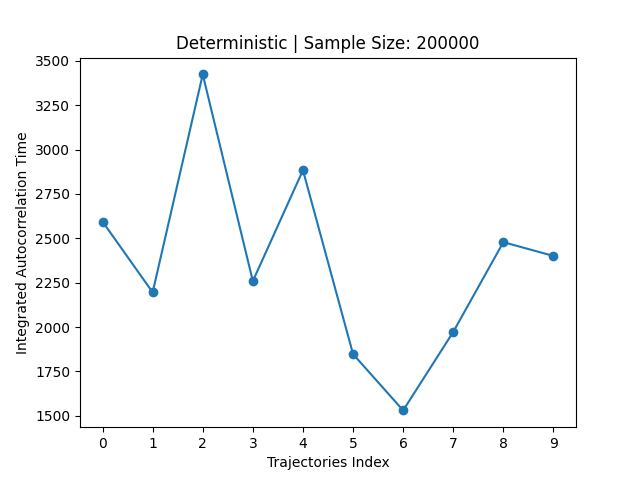 Deterministic | Sample Size: 200000
3500
3250
3000
2750
2500
2250
2000
1750
1500
Integrated Autocorrelation Time
0 1 2 3 4 5 6 7 8 9
Trajectories Index